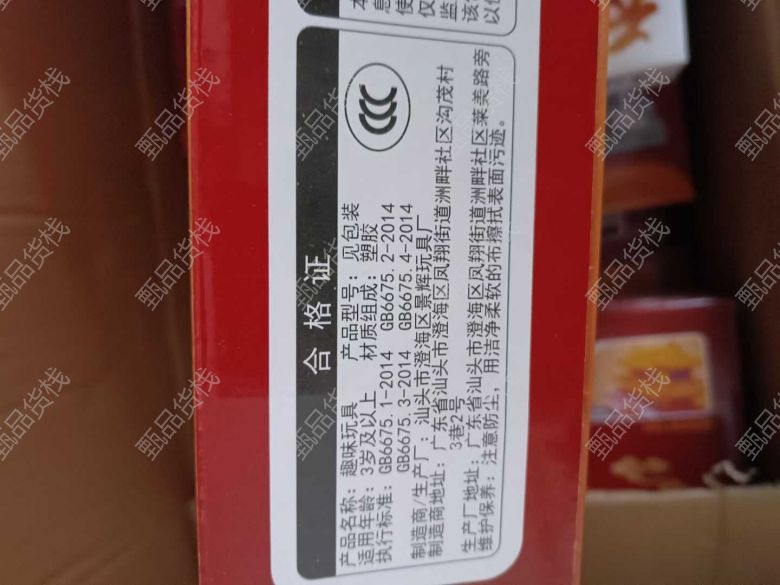 合格证
产品名称: 趣味玩具 产品型号: 见包装
适用年龄: 3岁及以上 材质组成: 塑胶
执行标准: GB6675.1-2014 GB6675.2-2014
GB6675.3-2014 GB6675.4-2014
制造商/生产厂: 汕头市澄海区景辉玩具厂
制造商地址: 广东省汕头市澄海区凤翔街道洲畔社区沟茂村
3巷2号
生产厂地址: 广东省汕头市澄海区凤翔街道洲畔社区莱美路旁
维护保养: 注意防尘，用洁净柔软的布擦拭表面污迹。
CCC
甄品货栈